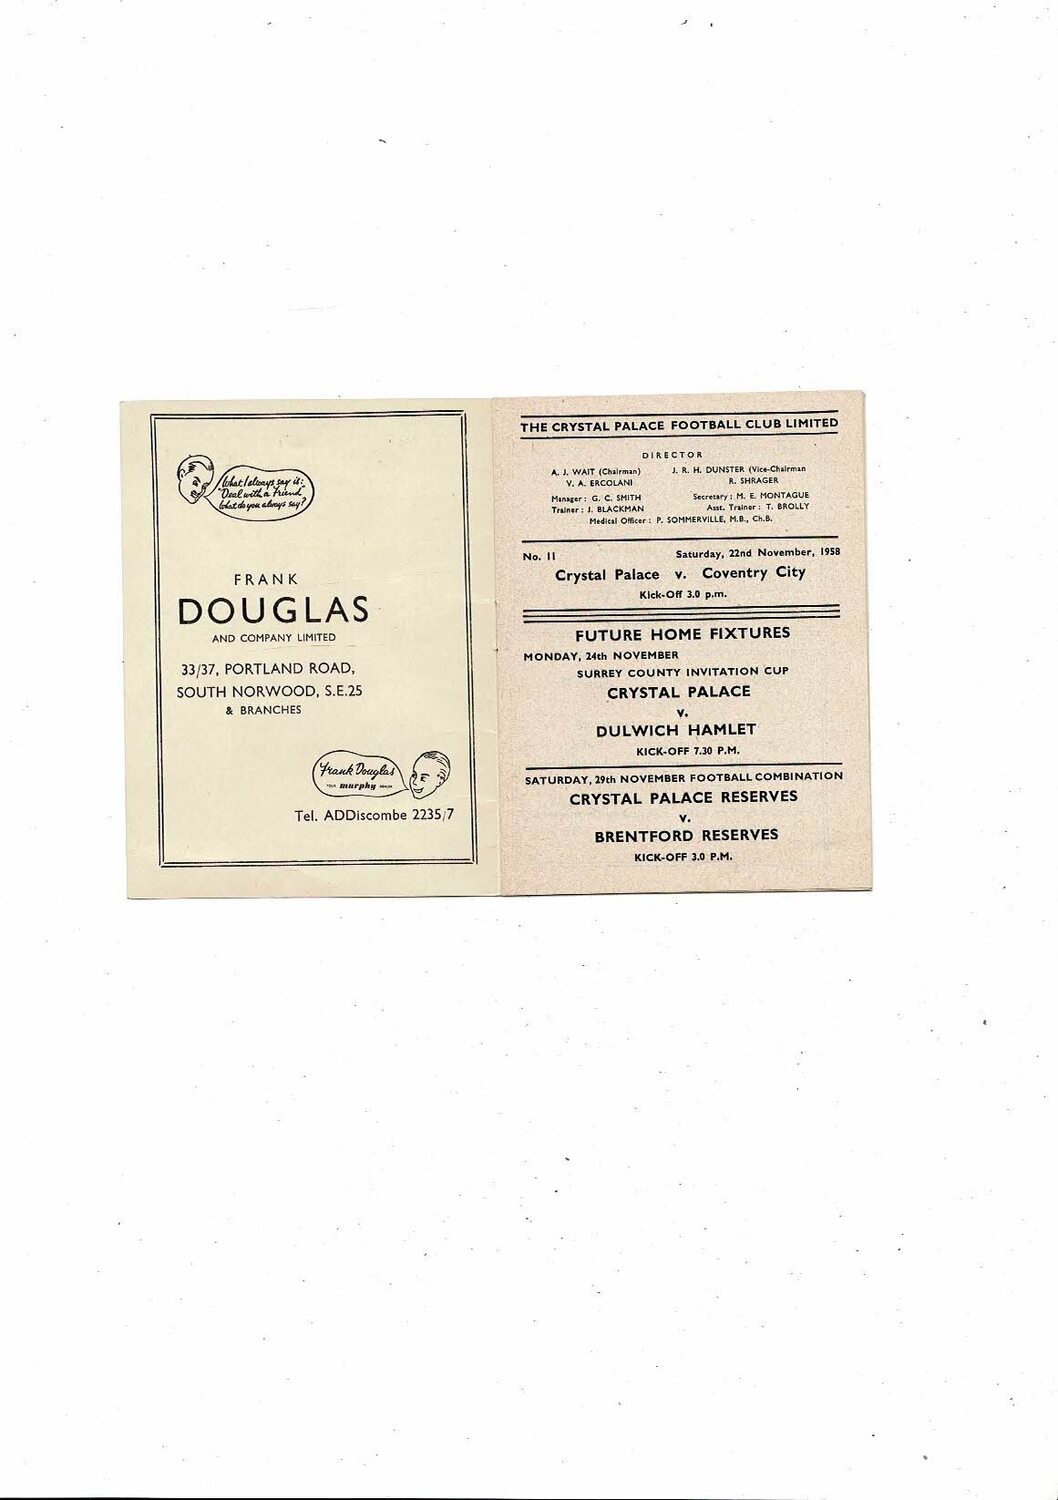 What I always say is:
"Deal with a Friend"
What do you always say?
FRANK
DOUGLAS
AND COMPANY LIMITED
33/37, PORTLAND ROAD,
SOUTH NORWOOD, S.E.25
& BRANCHES
Frank Douglas
YOUR murphy DEALER
Tel. ADDiscombe 2235/7
THE CRYSTAL PALACE FOOTBALL CLUB LIMITED
DIRECTOR
A. J. WAIT (Chairman) J. R. H. DUNSTER (Vice-Chairman
V. A. ERCOLANI R. SHRAGER
Manager : G. C. SMITH Secretary : M. E. MONTAGUE
Trainer : J. BLACKMAN Asst. Trainer : T. BROLLY
Medical Officer : P. SOMMERVILLE, M.B., Ch.B.
No. 11 Saturday, 22nd November, 1958
Crystal Palace v. Coventry City
Kick-Off 3.0 p.m.
FUTURE HOME FIXTURES
MONDAY, 24th NOVEMBER
SURREY COUNTY INVITATION CUP
CRYSTAL PALACE
v.
DULWICH HAMLET
KICK-OFF 7.30 P.M.
SATURDAY, 29th NOVEMBER FOOTBALL COMBINATION
CRYSTAL PALACE RESERVES
v.
BRENTFORD RESERVES
KICK-OFF 3.0 P.M.